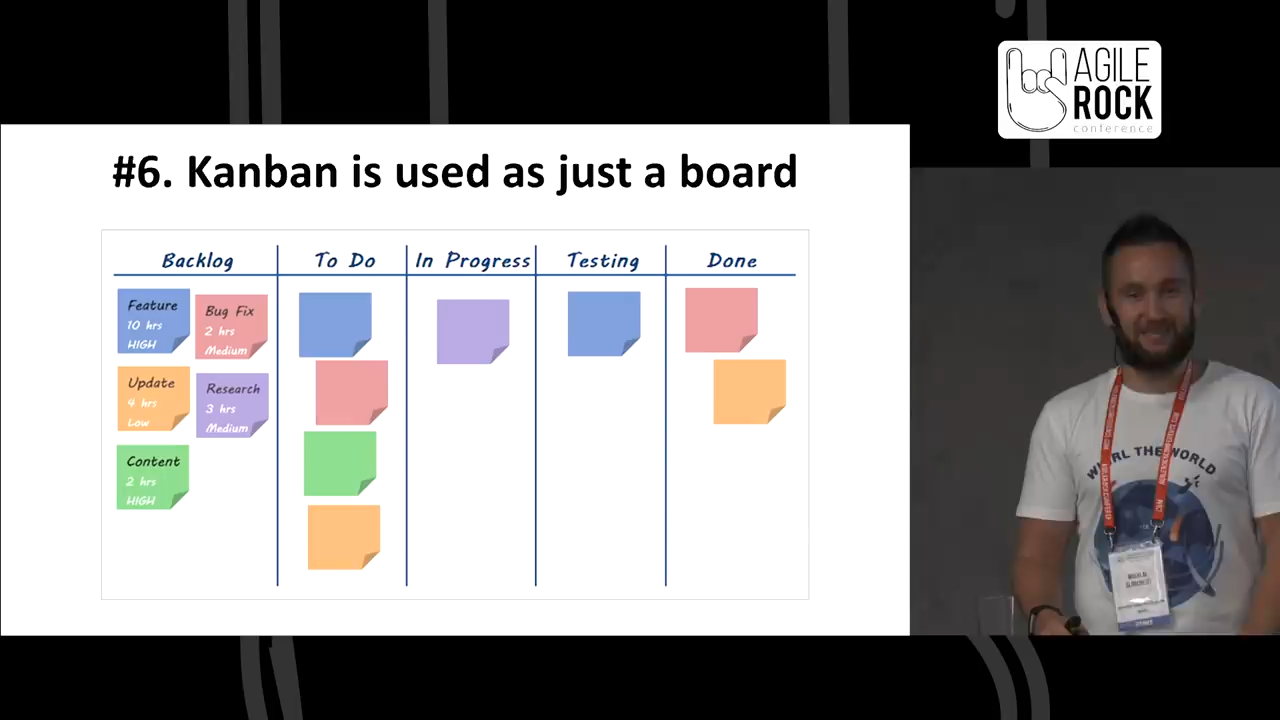 AGILE
ROCK
conference
#6. Kanban is used as just a board
Backlog
To Do
In Progress
Testing
Done
Feature
10 hrs
HIGH
Bug Fix
2 hrs
Medium
Update
4 hrs
Low
Research
3 hrs
Medium
Content
2 hrs
HIGH
THE WORLD